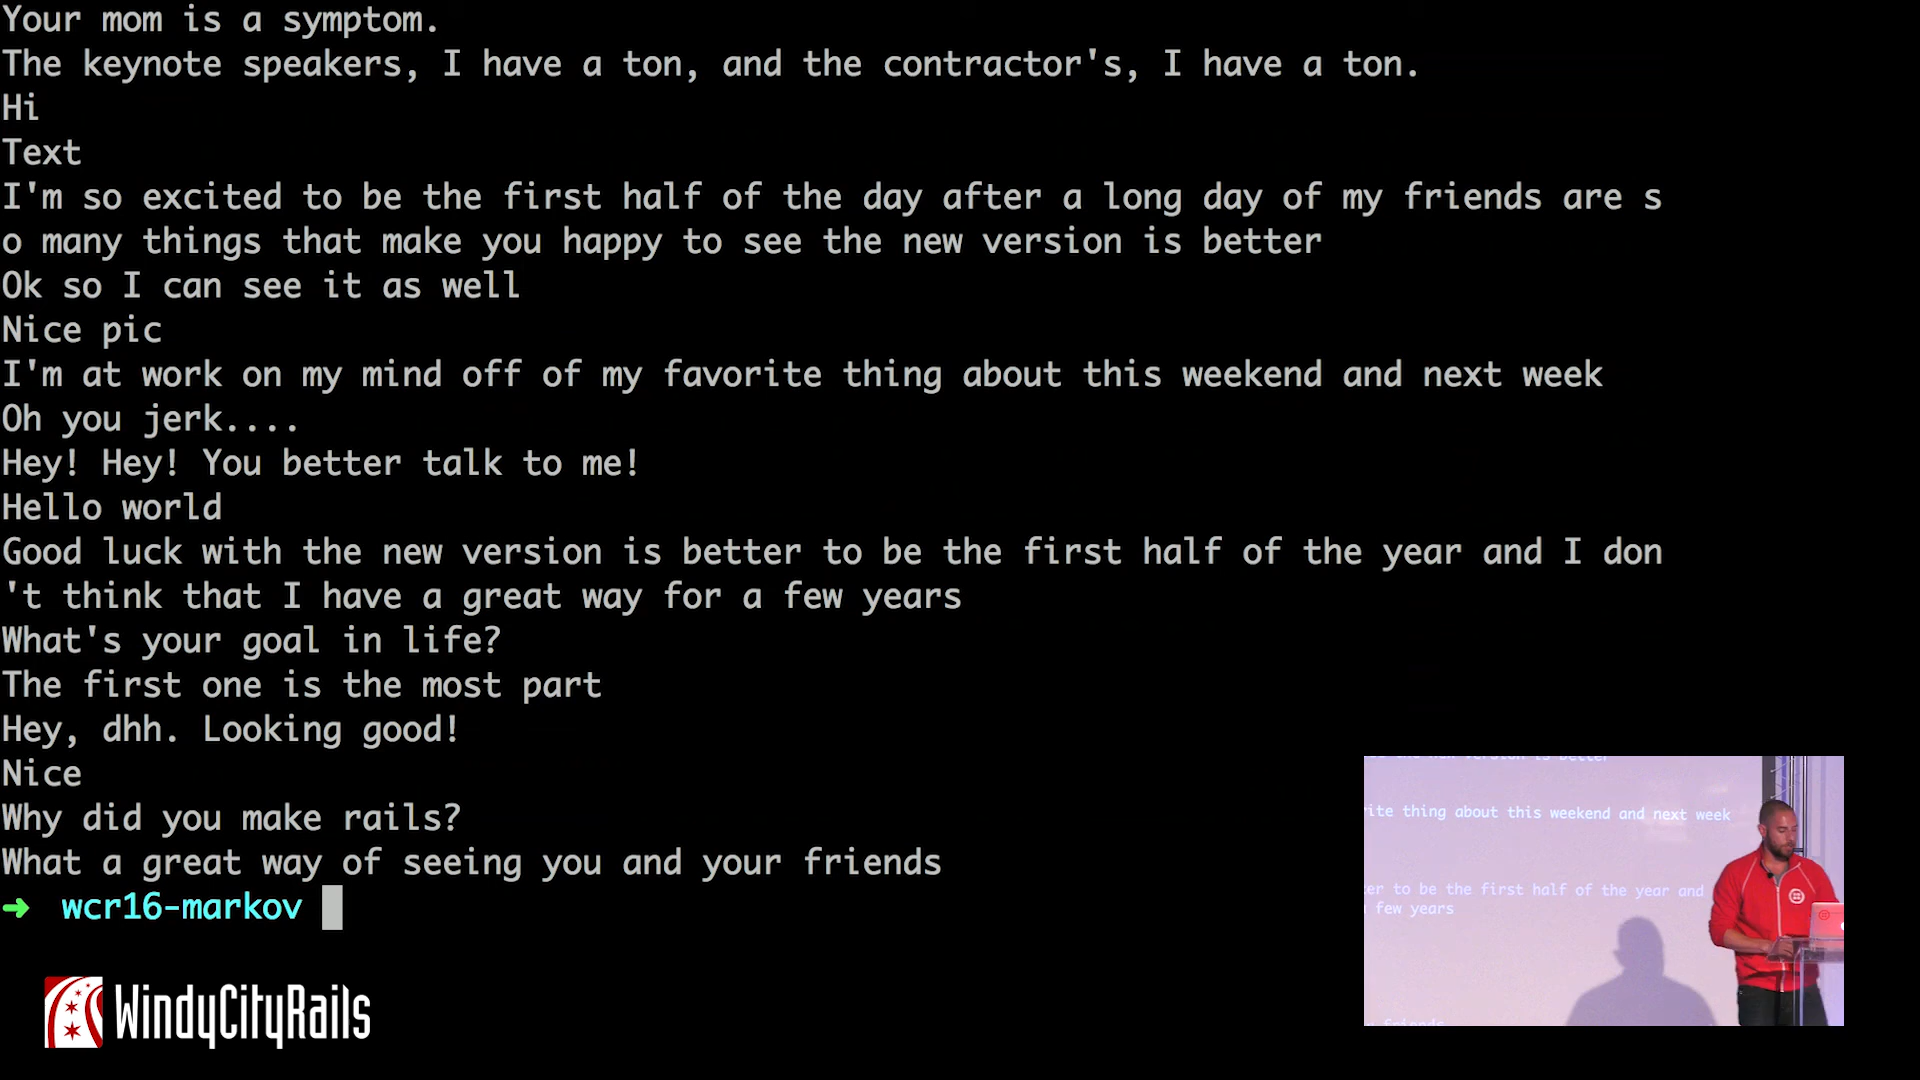 Your mom is a symptom.
The keynote speakers, I have a ton, and the contractor's, I have a ton.
Hi
Text
I'm so excited to be the first half of the day after a long day of my friends are s
o many things that make you happy to see the new version is better
Ok so I can see it as well
Nice pic
I'm at work on my mind off of my favorite thing about this weekend and next week
Oh you jerk....
Hey! Hey! You better talk to me!
Hello world
Good luck with the new version is better to be the first half of the year and I don
't think that I have a great way for a few years
What's your goal in life?
The first one is the most part
Hey, dhh. Looking good!
Nice
Why did you make rails?
What a great way of seeing you and your friends
➜ wcr16-markov
WindyCityRails
rite thing about this weekend and next week
er to be the first half of the year and
few years
friends